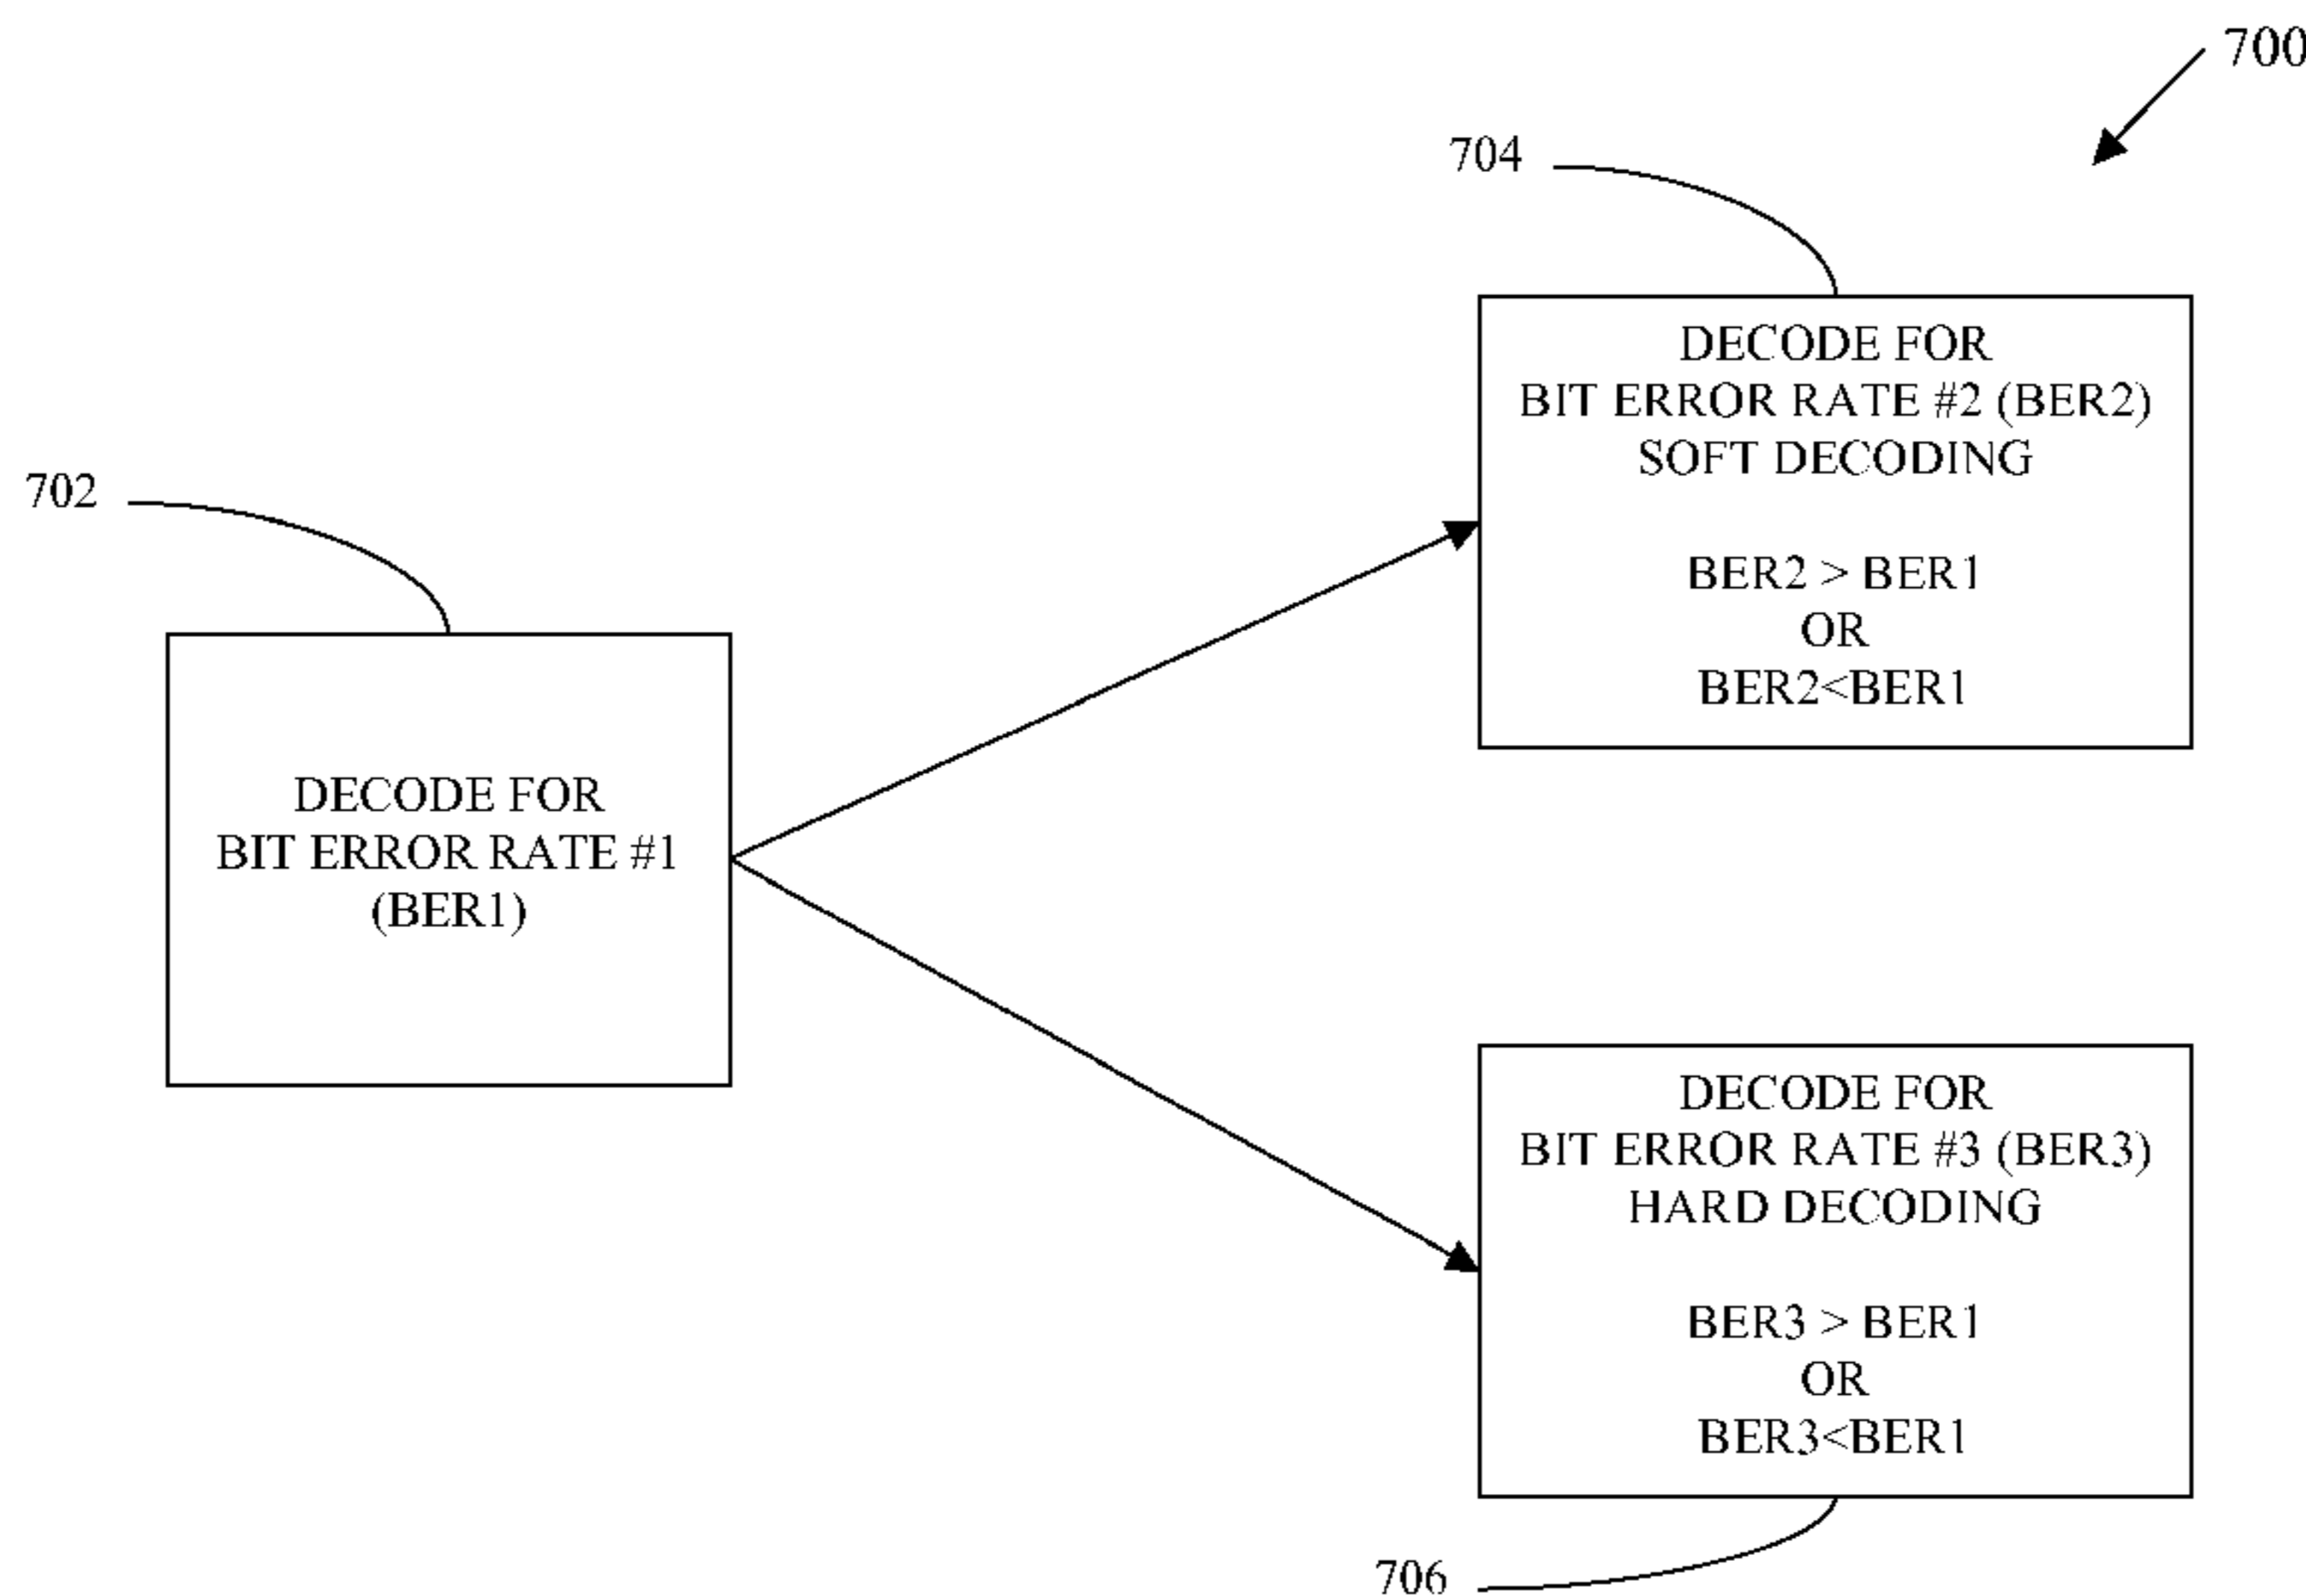 700
704
DECODE FOR
BIT ERROR RATE #2 (BER2)
SOFT DECODING
BER2 > BER1
OR
BER2<BER1
702
DECODE FOR
BIT ERROR RATE #1
(BER1)
DECODE FOR
BIT ERROR RATE #3 (BER3)
HARD DECODING
BER3 > BER1
OR
BER3<BER1
706